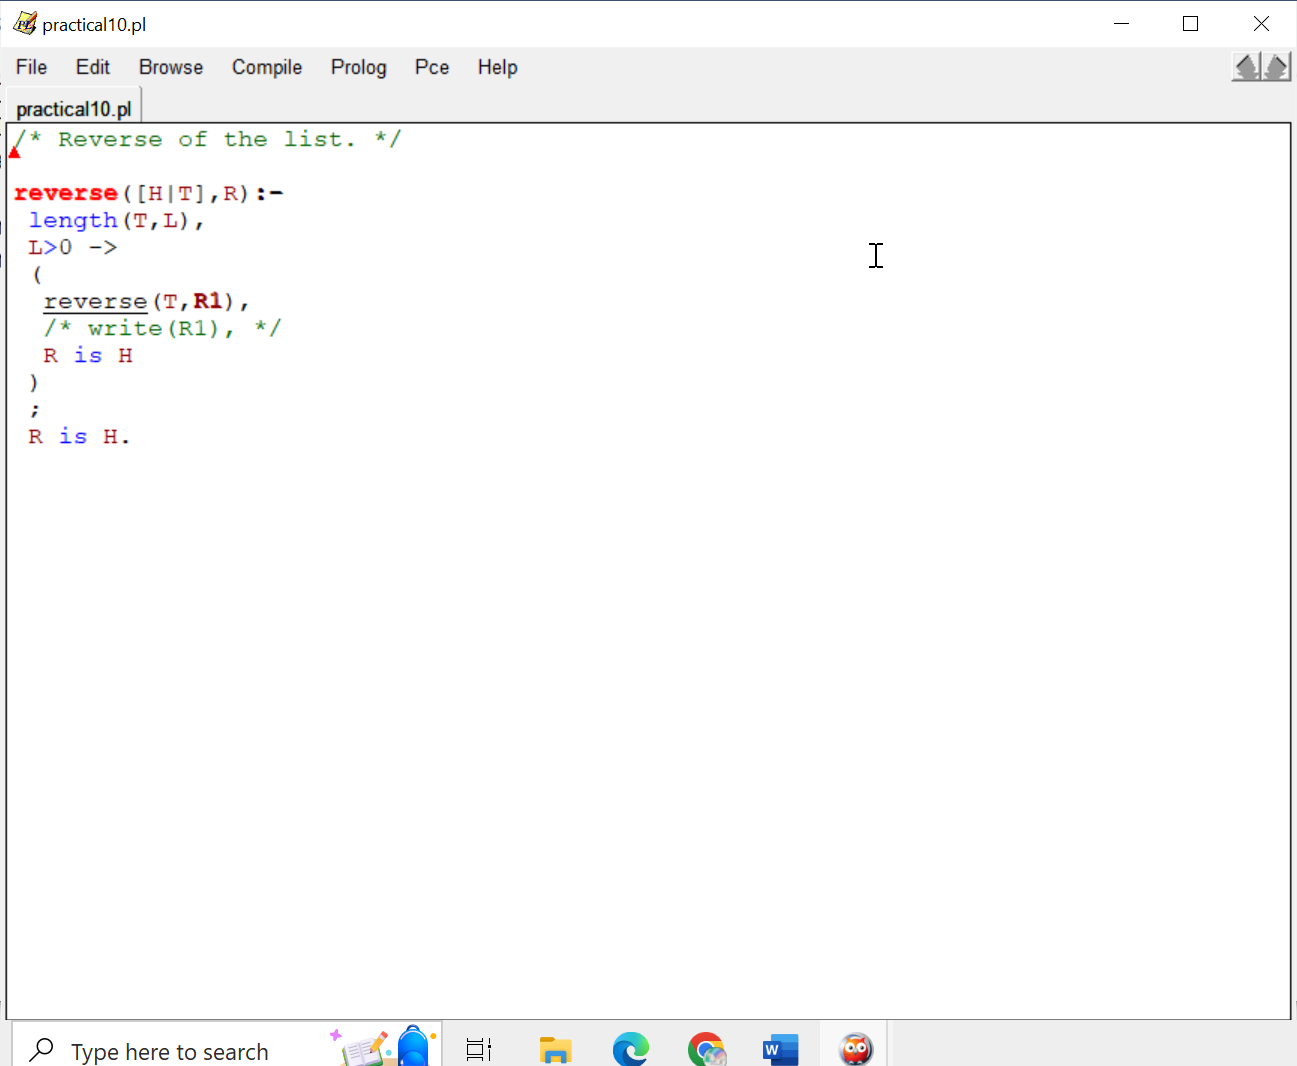 practical10.pl
File Edit Browse Compile Prolog Pce Help
practical10.pl
/* Reverse of the list. */
reverse([H|T],R):-
length(T,L),
L>0 ->
(
reverse(T,R1),
/* write(R1), */
R is H
)
;
R is H.
Type here to search
W